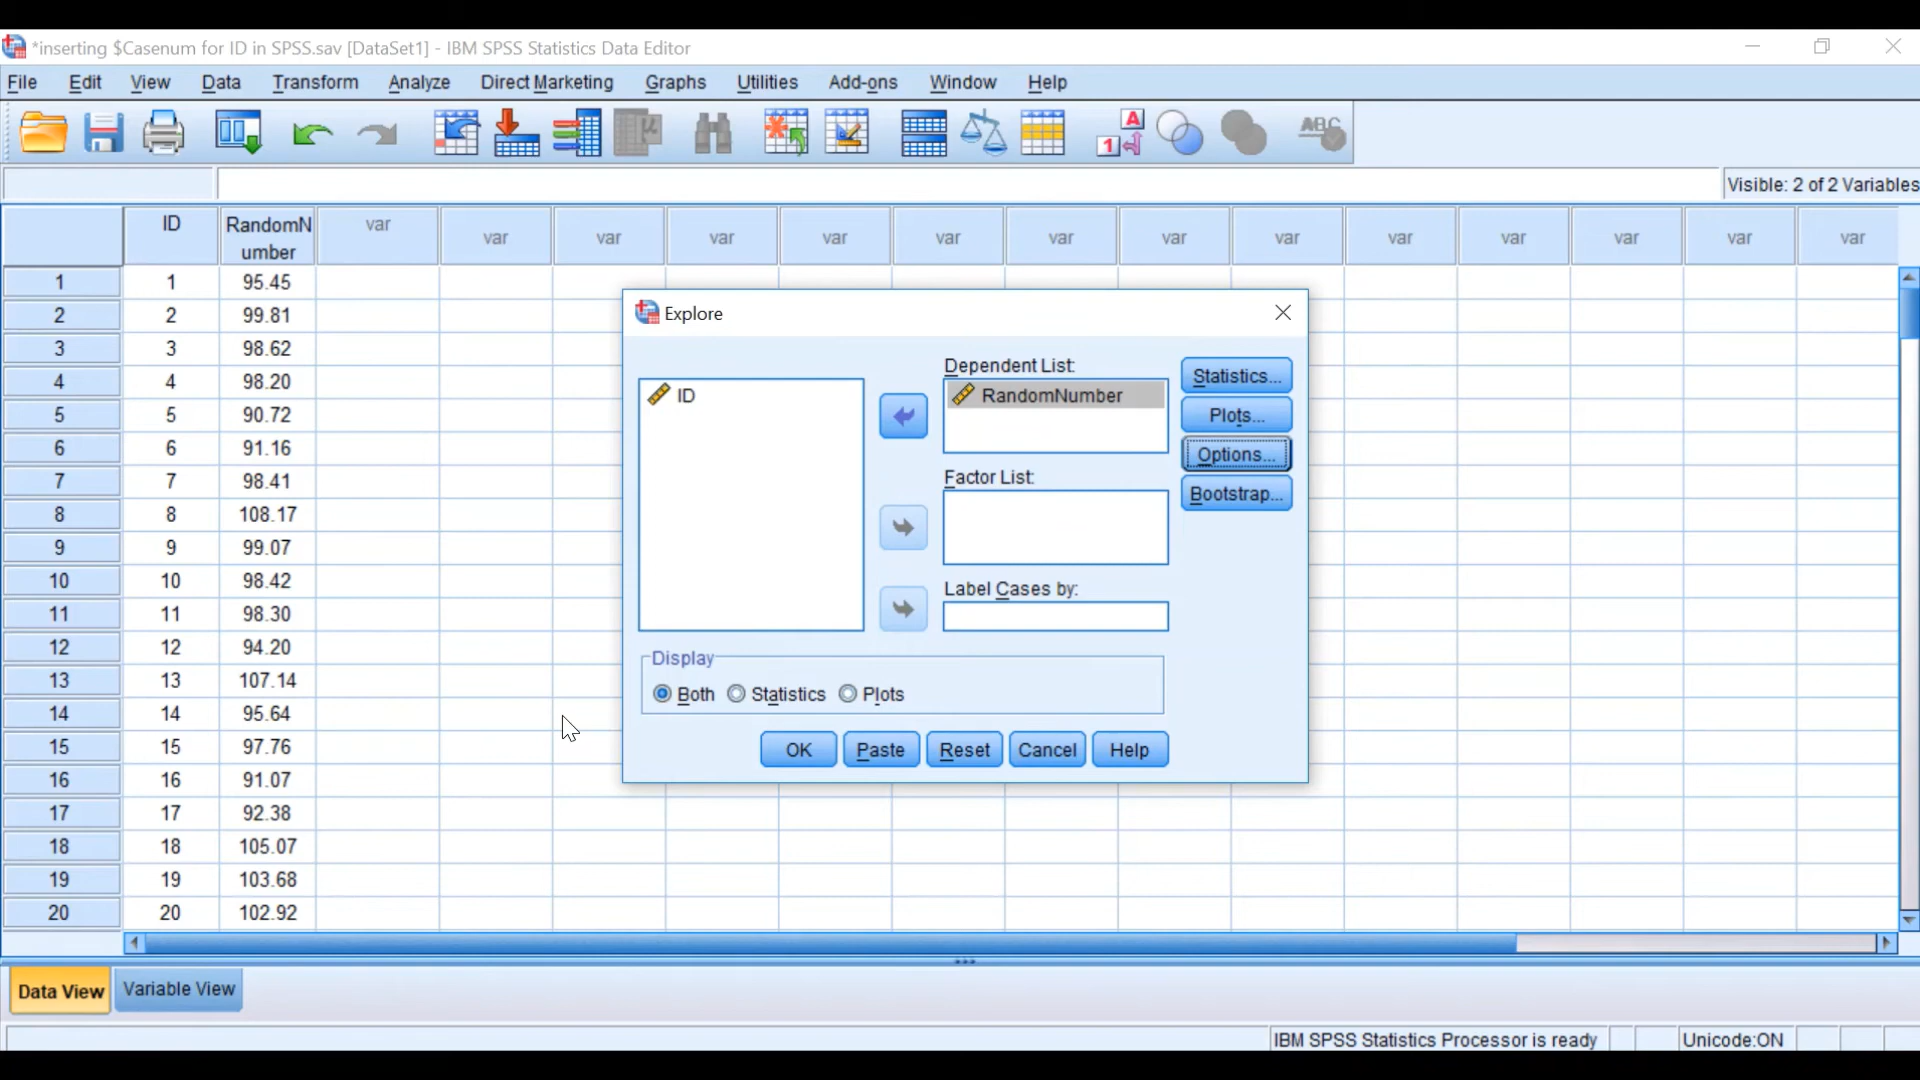 *inserting $Casenum for ID in SPSS.sav [DataSet1] - IBM SPSS Statistics Data Editor
File Edit View Data Transform Analyze Direct Marketing Graphs Utilities Add-ons Window Help
Visible: 2 of 2 Variables
ID RandomN var var var var var var var var var var var var var var
umber
1 1 95.45
2 2 99.81
3 3 98.62
4 4 98.20
5 5 90.72
6 6 91.16
7 7 98.41
8 8 108.17
9 9 99.07
10 10 98.42
11 11 98.30
12 12 94.20
13 13 107.14
14 14 95.64
15 15 97.76
16 16 91.07
17 17 92.38
18 18 105.07
19 19 103.68
20 20 102.92
Explore
ID
Dependent List:
RandomNumber
Factor List:
Label Cases by:
Statistics...
Plots...
Options...
Bootstrap...
Display
Both Statistics Plots
OK Paste Reset Cancel Help
Data View Variable View
IBM SPSS Statistics Processor is ready Unicode:ON